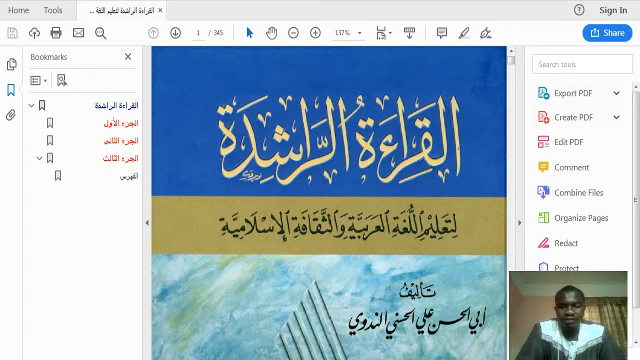 Home
Tools
القراءة الراشدة لتعليم اللغة ...
Sign In
1 / 345
137%
Share
Bookmarks
القراءة الراشدة
الجزء الأول
الجزء الثاني
الجزء الثالث
الفهرس
القراءة الراشدة
لتعليم اللغة العربية والثقافة الإسلامية
تأليف
أبي الحسن علي الحسني الندوي
Search tools
Export PDF
Create PDF
Edit PDF
Comment
Combine Files
Organize Pages
Redact
Protect